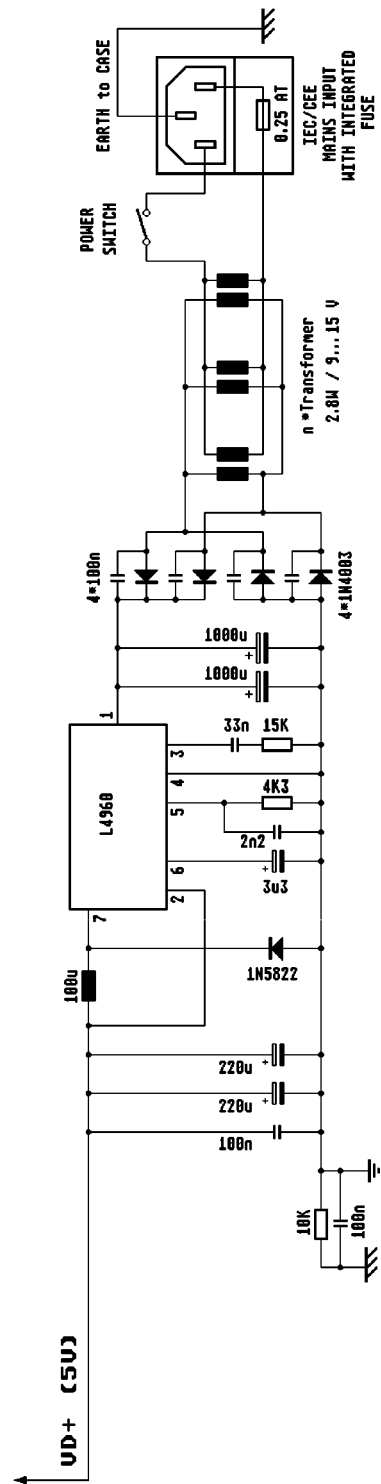 EARTH to CASE
0.25 AT
IEC/CEE
MAINS INPUT
WITH INTEGRATED
FUSE
POWER
SWITCH
n *Transformer
2.8W / 9...15 V
4*100n
4*1N4003
1000u
+
1000u
+
1
L4960
3
33n
15K
4
5
4K3
2n2
6
+
3u3
2
7
1N5822
100u
220u
+
220u
+
100n
10K
100n
VD+ (5V)